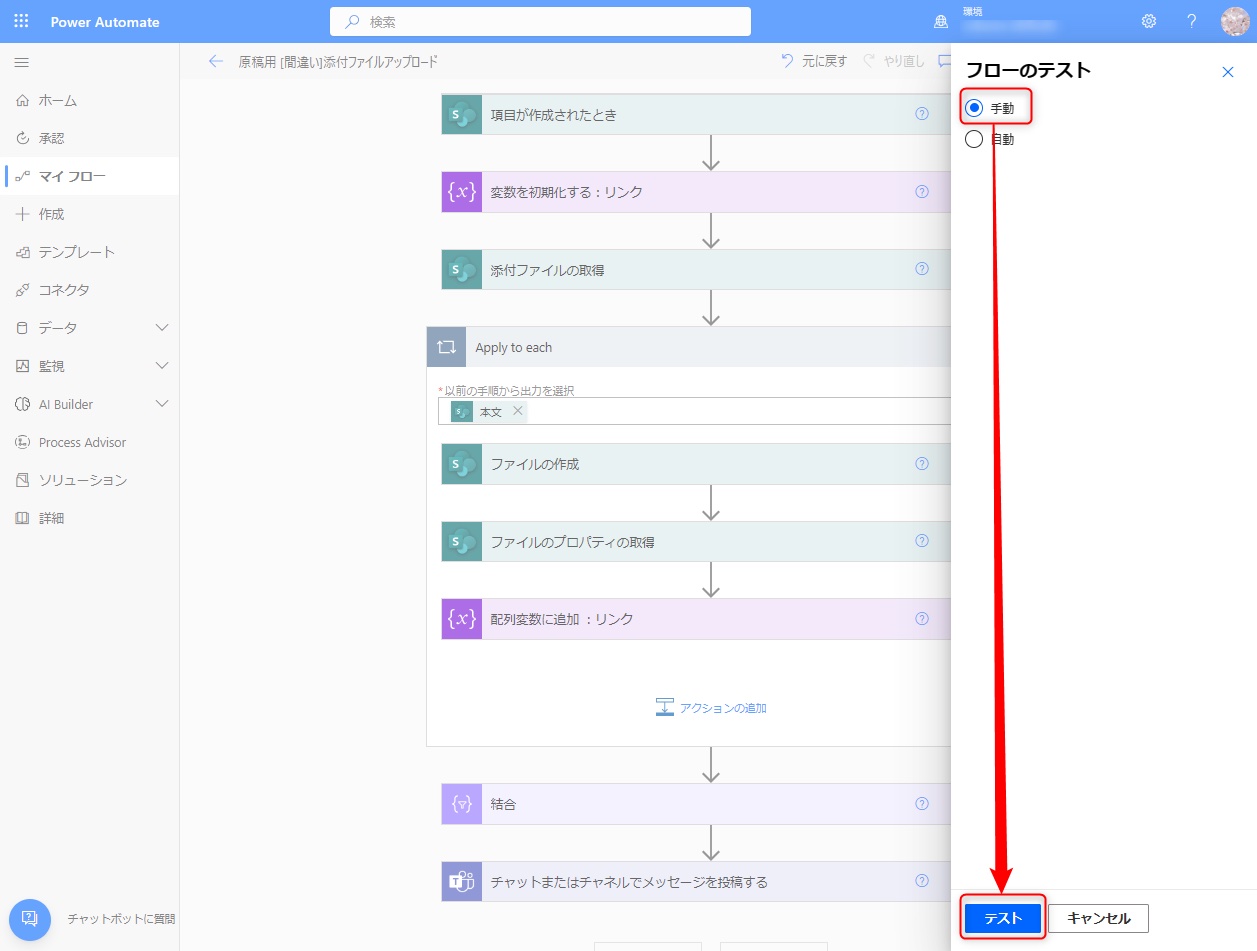 Power Automate
検索
環境
ホーム
承認
マイ フロー
作成
テンプレート
コネクタ
データ
監視
AI Builder
Process Advisor
ソリューション
詳細
チャットボットに質問
原稿用 [間違い]添付ファイルアップロード
元に戻す
やり直し
項目が作成されたとき
変数を初期化する：リンク
添付ファイルの取得
Apply to each
*以前の手順から出力を選択
本文
ファイルの作成
ファイルのプロパティの取得
配列変数に追加 ：リンク
アクションの追加
結合
チャットまたはチャネルでメッセージを投稿する
フローのテスト
手動
自動
テスト
キャンセル